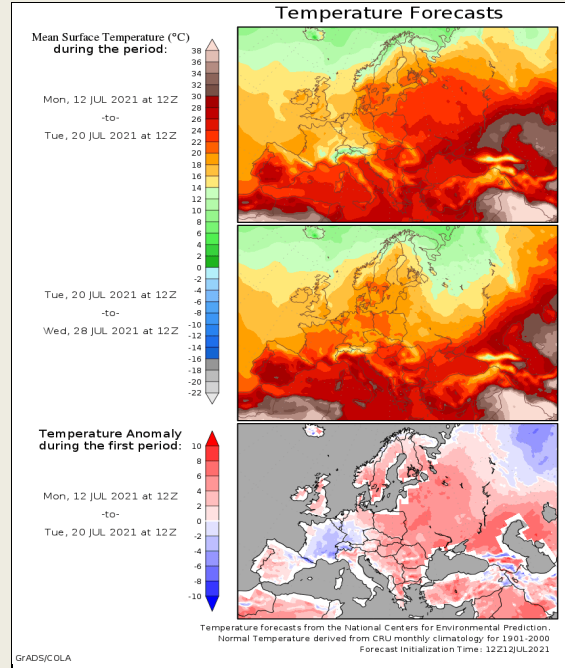 Temperature Forecasts
Mean Surface Temperature (°C)
during the period:
Mon, 12 JUL 2021 at 12Z
-to-
Tue, 20 JUL 2021 at 12Z
38
36
34
32
30
28
26
24
22
20
18
16
14
12
10
8
6
4
2
0
-2
-4
-6
-8
-10
-12
-14
-16
-18
-20
-22
Tue, 20 JUL 2021 at 12Z
-to-
Wed, 28 JUL 2021 at 12Z
Temperature Anomaly
during the first period:
Mon, 12 JUL 2021 at 12Z
-to-
Tue, 20 JUL 2021 at 12Z
10
8
6
4
2
0
-2
-4
-6
-8
-10
Temperature forecasts from the National Centers for Environmental Prediction.
Normal Temperature derived from CRU monthly climatology for 1901-2000
Forecast Initialization Time: 12Z12JUL2021
GrADS/COLA